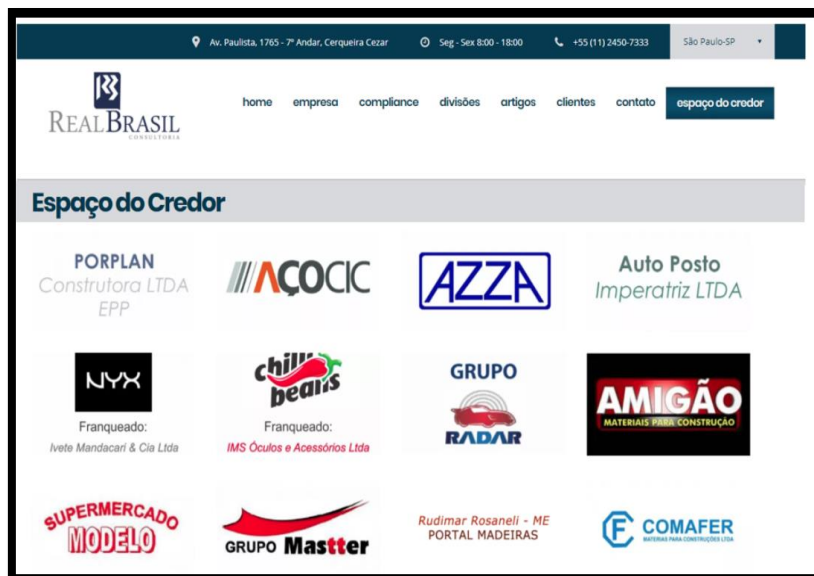 Av. Paulista, 1765 - 7º Andar, Cerqueira Cezar
Seg - Sex 8:00 - 18:00
+55 (11) 2450-7333
São Paulo-SP
REALBRASIL
CONSULTORIA
home
empresa
compliance
divisões
artigos
clientes
contato
espaço do credor
Espaço do Credor
PORPLAN
Construtora LTDA
EPP
AÇOCIC
AZZA
Auto Posto
Imperatriz LTDA
NYX
Franqueado:
Ivete Mandacari & Cia Ltda
chilli
beans
Franqueado:
IMS Óculos e Acessórios Ltda
GRUPO
RADAR
AMIGÃO
MATERIAIS PARA CONSTRUÇÃO
SUPERMERCADO
MODELO
GRUPO Mastter
Rudimar Rosaneli - ME
PORTAL MADEIRAS
COMAFER
MATERIAIS PARA CONSTRUÇÕES LTDA